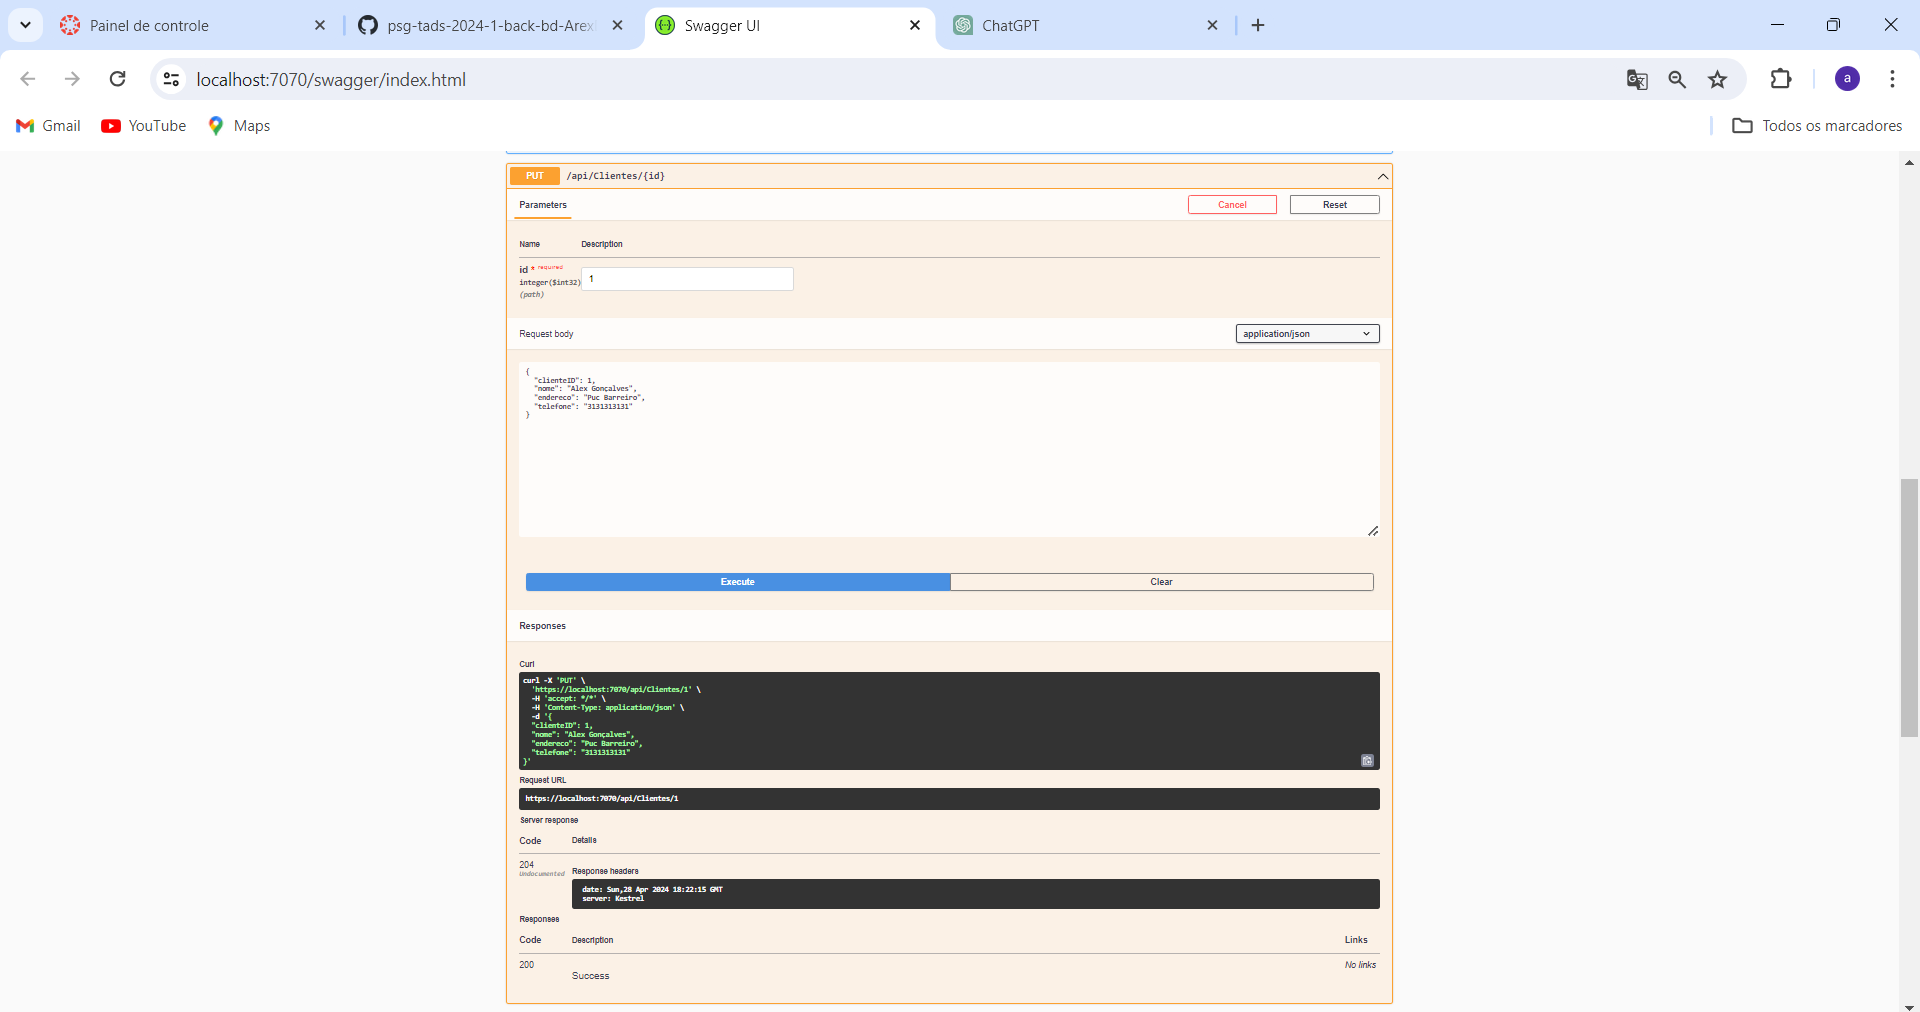 Painel de controle
psg-tads-2024-1-back-bd-Arex
Swagger UI
ChatGPT
localhost:7070/swagger/index.html
a
Gmail
YouTube
Maps
Todos os marcadores
PUT /api/Clientes/{id}
Parameters
Cancel
Reset
Name Description
id * required
integer($int32)
(path)
1
Request body
application/json
{
"clienteID": 1,
"nome": "Alex Gonçalves",
"endereco": "Puc Barreiro",
"telefone": "3131313131"
}
Execute
Clear
Responses
Curl
curl -X 'PUT' \
'https://localhost:7070/api/Clientes/1' \
-H 'accept: */*' \
-H 'Content-Type: application/json' \
-d '{
"clienteID": 1,
"nome": "Alex Gonçalves",
"endereco": "Puc Barreiro",
"telefone": "3131313131"
}'
Request URL
https://localhost:7070/api/Clientes/1
Server response
Code Details
204
Undocumented
Response headers
date: Sun,28 Apr 2024 18:22:15 GMT
server: Kestrel
Responses
Code Description Links
200
Success
No links